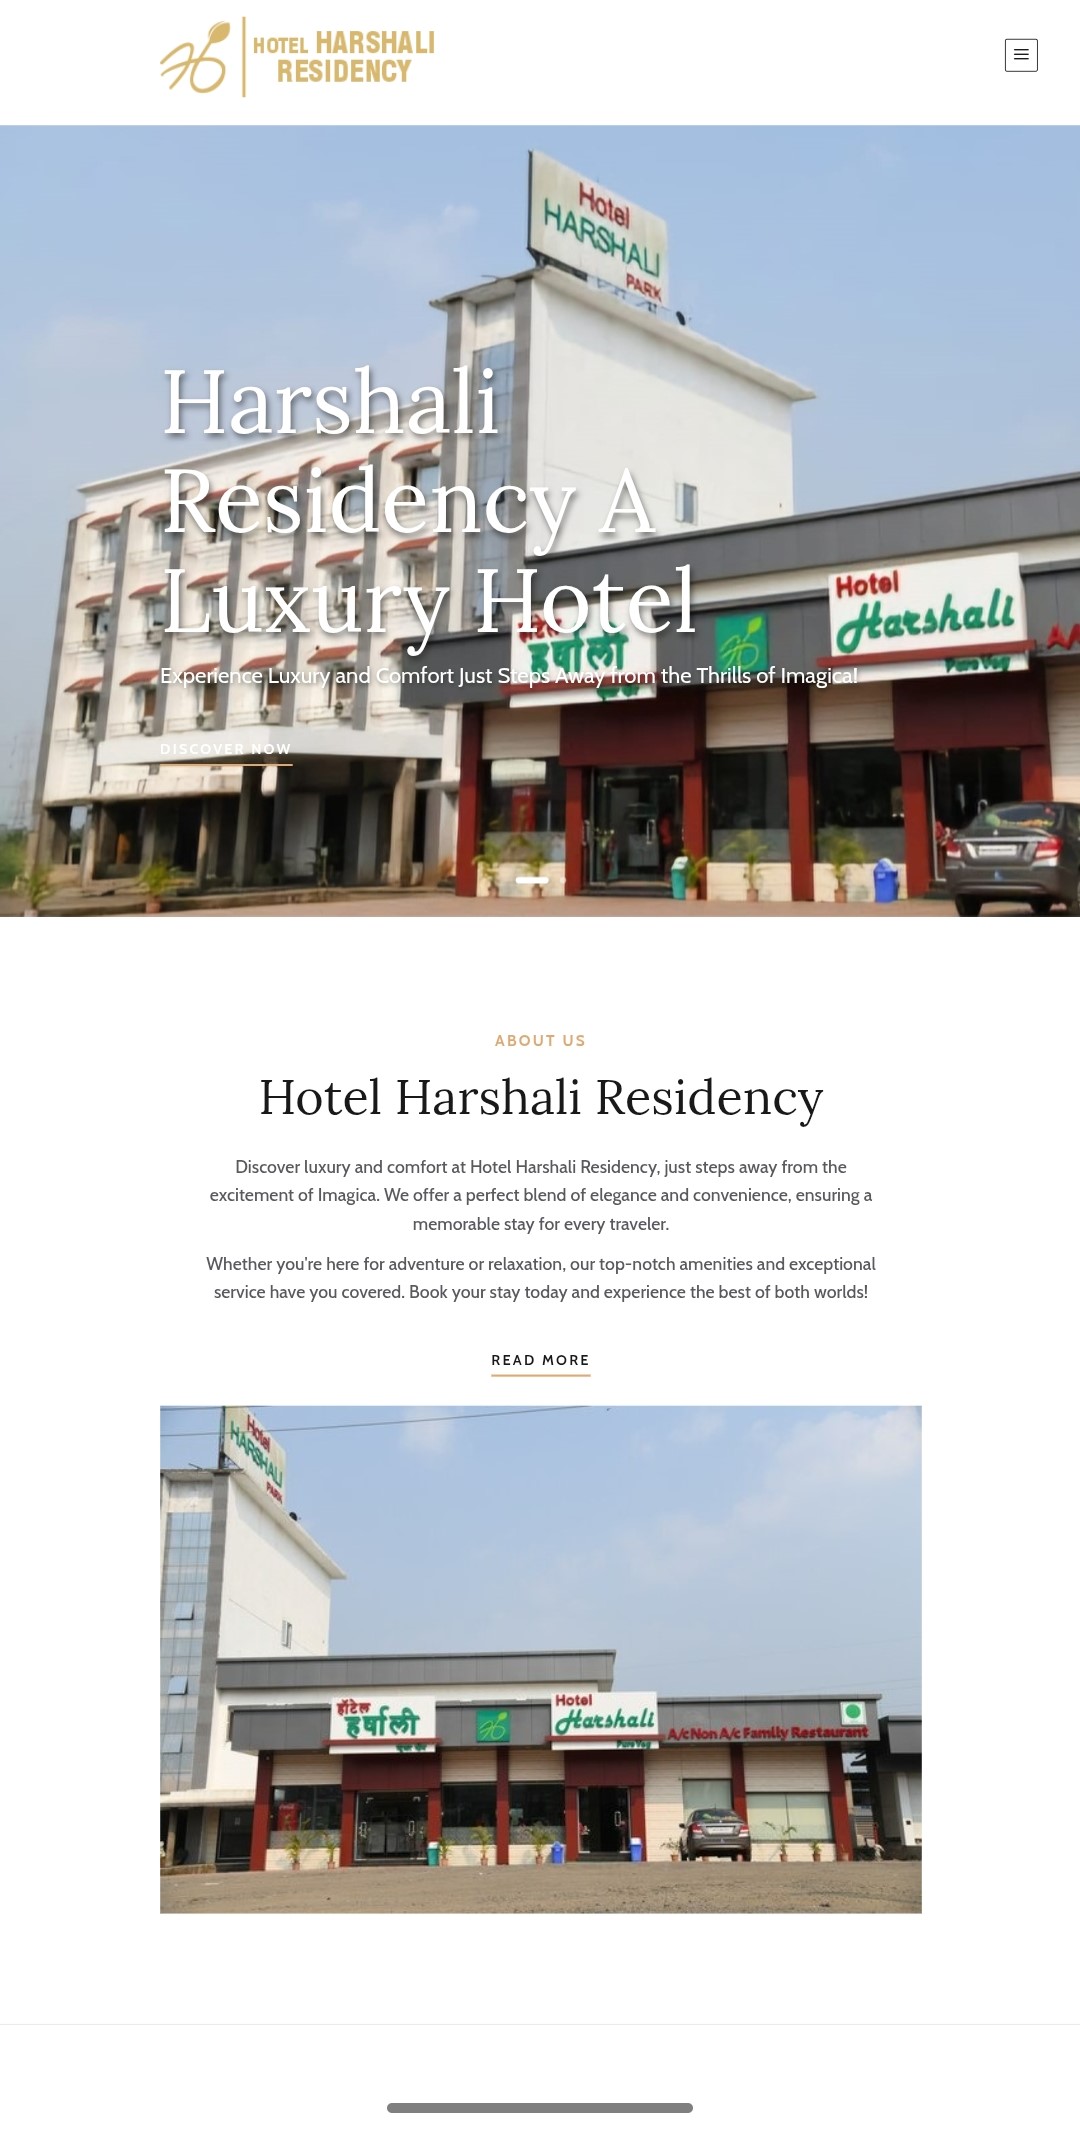 HOTEL HARSHALI
RESIDENCY
Hotel
HARSHALI
PARK
Harshali
Residency A
Luxury Hotel
Hotel
Harshali
Pure Veg
हर्षाली
Experience Luxury and Comfort Just Steps Away from the Thrills of Imagica!
DISCOVER NOW
ABOUT US
Hotel Harshali Residency
Discover luxury and comfort at Hotel Harshali Residency, just steps away from the
excitement of Imagica. We offer a perfect blend of elegance and convenience, ensuring a
memorable stay for every traveler.
Whether you're here for adventure or relaxation, our top-notch amenities and exceptional
service have you covered. Book your stay today and experience the best of both worlds!
READ MORE
Hotel
HARSHALI
PARK
हॉटेल
हर्षाली
Hotel
Harshali
Pure Veg
A/c Non A/c Family Restaurant